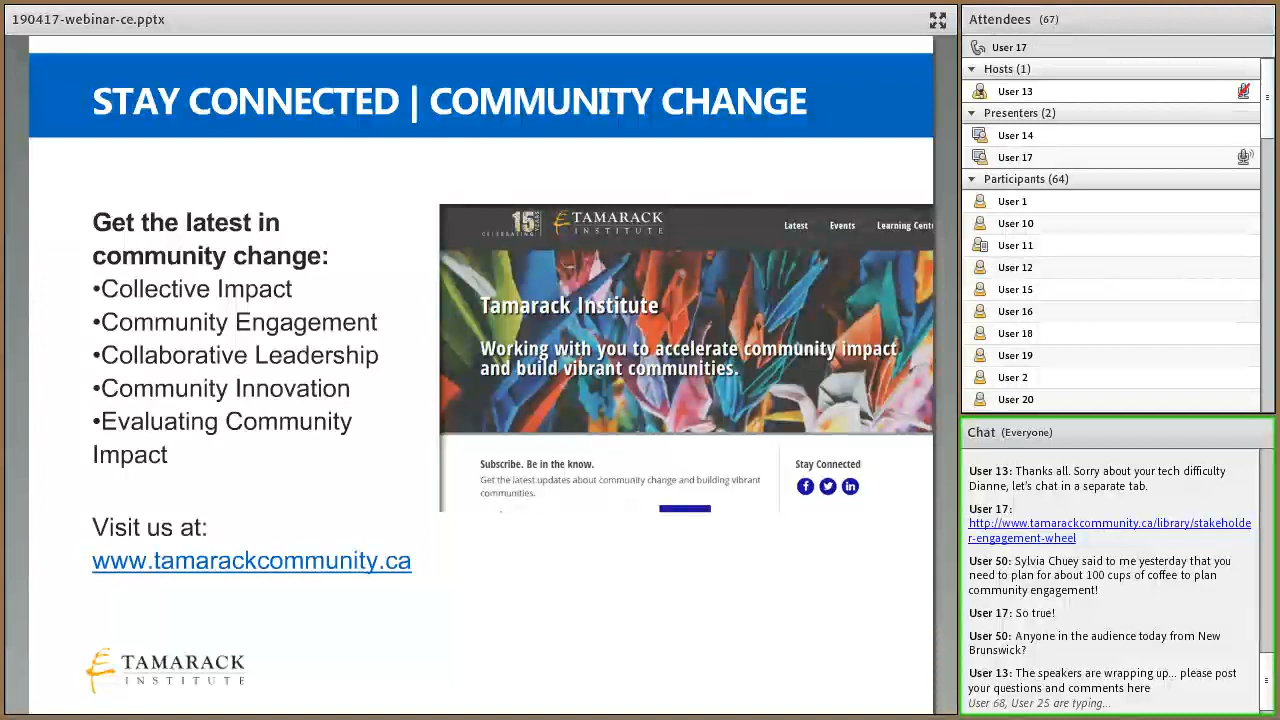 190417-webinar-ce.pptx
STAY CONNECTED | COMMUNITY CHANGE
Get the latest in
community change:
•Collective Impact
•Community Engagement
•Collaborative Leadership
•Community Innovation
•Evaluating Community
Impact
Visit us at:
www.tamarackcommunity.ca
TAMARACK
INSTITUTE
15 YEARS
CELEBRATING
TAMARACK
INSTITUTE
Latest Events Learning
Tamarack Institute
Working with you to accelerate community impact
and build vibrant communities.
Subscribe. Be in the know.
Get the latest updates about community change and building vibrant
communities.
Stay Connected
Attendees (67)
User 17
Hosts (1)
User 13
Presenters (2)
User 14
User 17
Participants (64)
User 1
User 10
User 11
User 12
User 15
User 16
User 18
User 19
User 2
User 20
Chat (Everyone)
User 13: Thanks all. Sorry about your tech difficulty
Dianne, let's chat in a separate tab.
User 17:
http://www.tamarackcommunity.ca/library/stakeholde
r-engagement-wheel
User 50: Sylvia Chuey said to me yesterday that you
need to plan for about 100 cups of coffee to plan
community engagement!
User 17: So true!
User 50: Anyone in the audience today from New
Brunswick?
User 13: The speakers are wrapping up... please post
your questions and comments here
User 68, User 25 are typing...